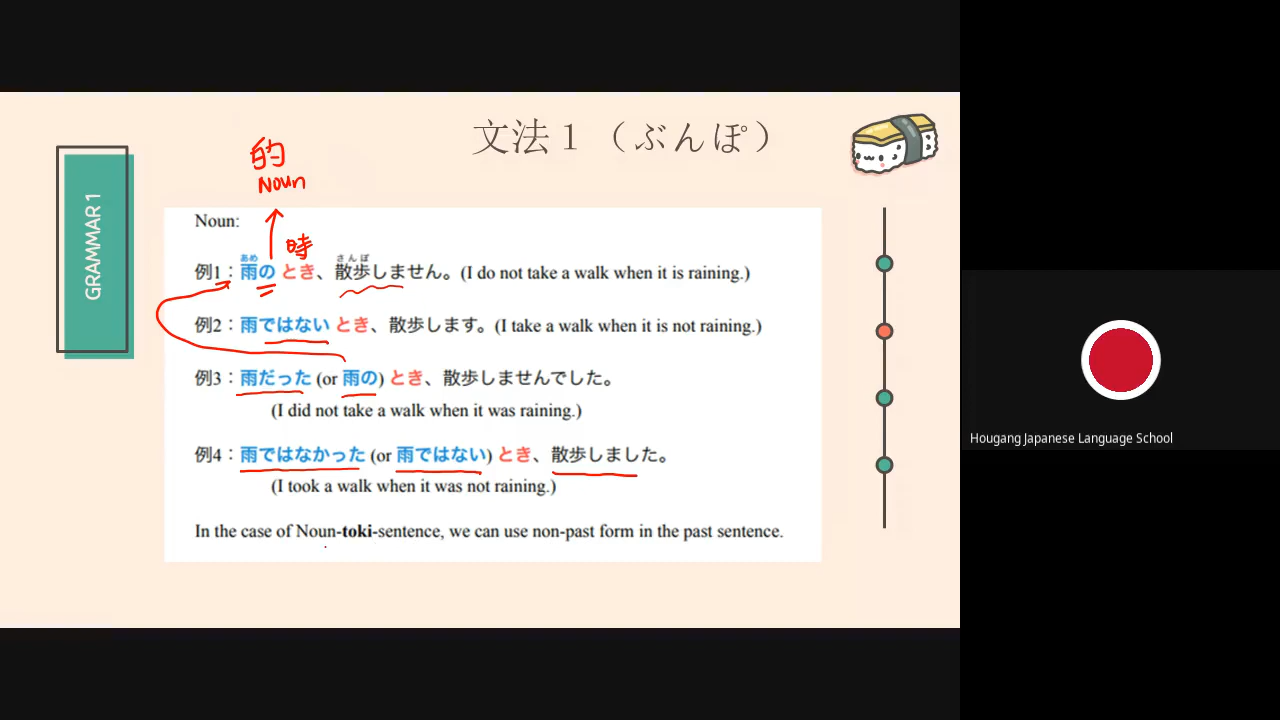 文法１（ぶんぽ）
GRAMMAR 1
的
Noun
時
Noun:
あめ さんぽ
例1：雨の とき、散歩しません。(I do not take a walk when it is raining.)
例2：雨ではない とき、散歩します。(I take a walk when it is not raining.)
例3：雨だった (or 雨の) とき、散歩しませんでした。
(I did not take a walk when it was raining.)
例4：雨ではなかった (or 雨ではない) とき、散歩しました。
(I took a walk when it was not raining.)
In the case of Noun-toki-sentence, we can use non-past form in the past sentence.
Hougang Japanese Language School